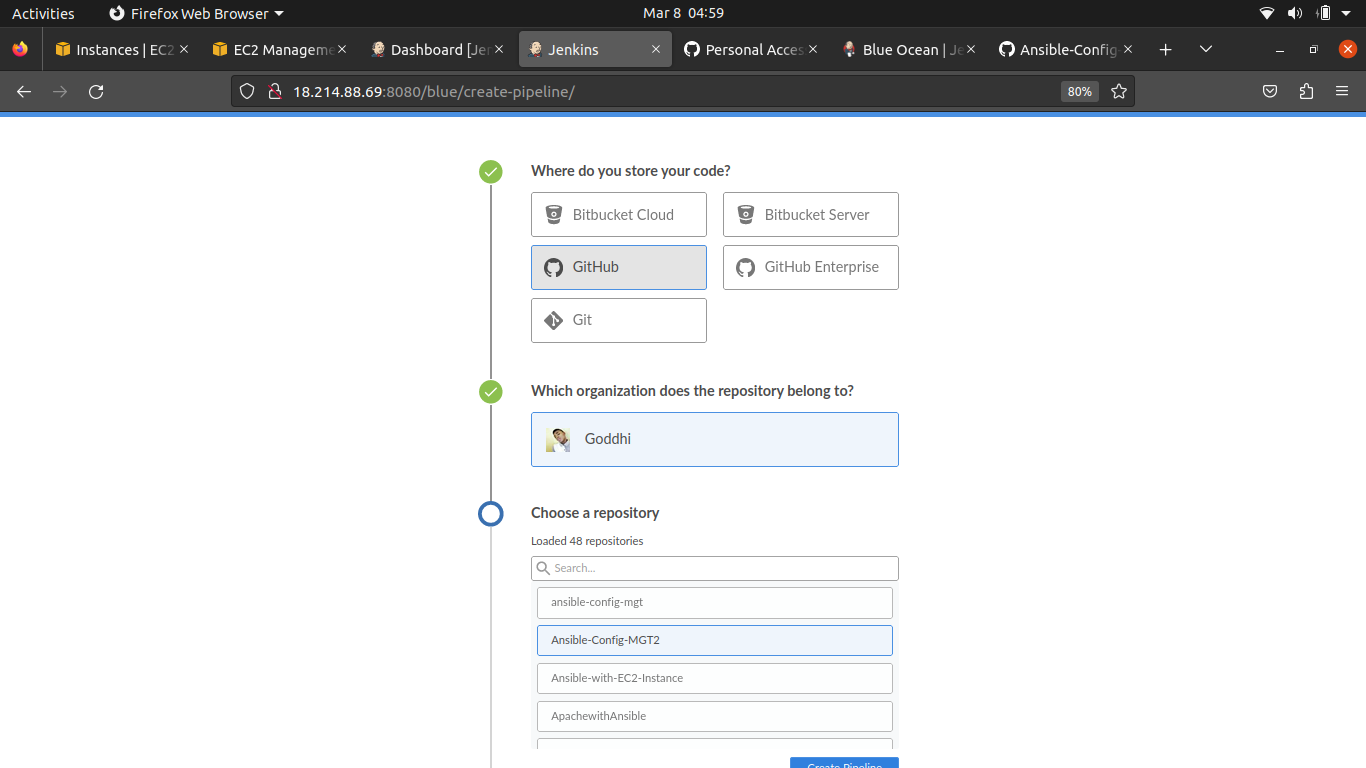 Activities Firefox Web Browser Mar 8 04:59
Instances | EC2 EC2 Manageme Dashboard [Jen Jenkins Personal Acces Blue Ocean | Je Ansible-Config-
18.214.88.69:8080/blue/create-pipeline/ 80%
Where do you store your code?
Bitbucket Cloud Bitbucket Server
GitHub GitHub Enterprise
Git
Which organization does the repository belong to?
Goddhi
Choose a repository
Loaded 48 repositories
Search...
ansible-config-mgt
Ansible-Config-MGT2
Ansible-with-EC2-Instance
ApachewithAnsible
Create Pipeline